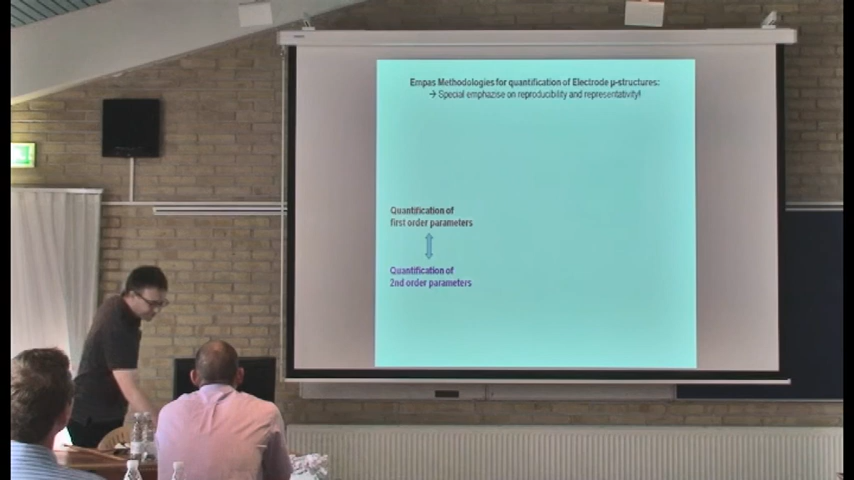 Empas Methodologies for quantification of Electrode µ-structures:
→ Special emphazise on reproducibility and representativity!
Quantification of
first order parameters
Quantification of
2nd order parameters